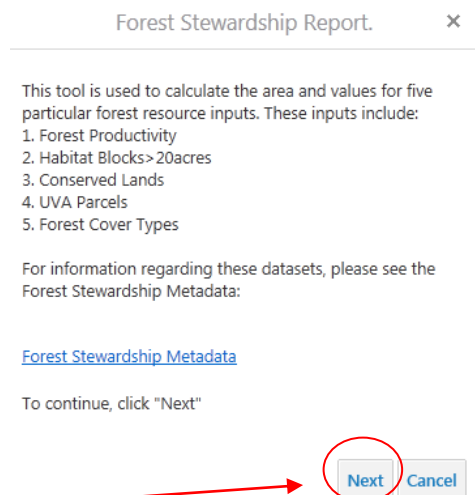 Forest Stewardship Report. ×
This tool is used to calculate the area and values for five
particular forest resource inputs. These inputs include:
1. Forest Productivity
2. Habitat Blocks>20acres
3. Conserved Lands
4. UVA Parcels
5. Forest Cover Types
For information regarding these datasets, please see the
Forest Stewardship Metadata:
Forest Stewardship Metadata
To continue, click "Next"
Next Cancel